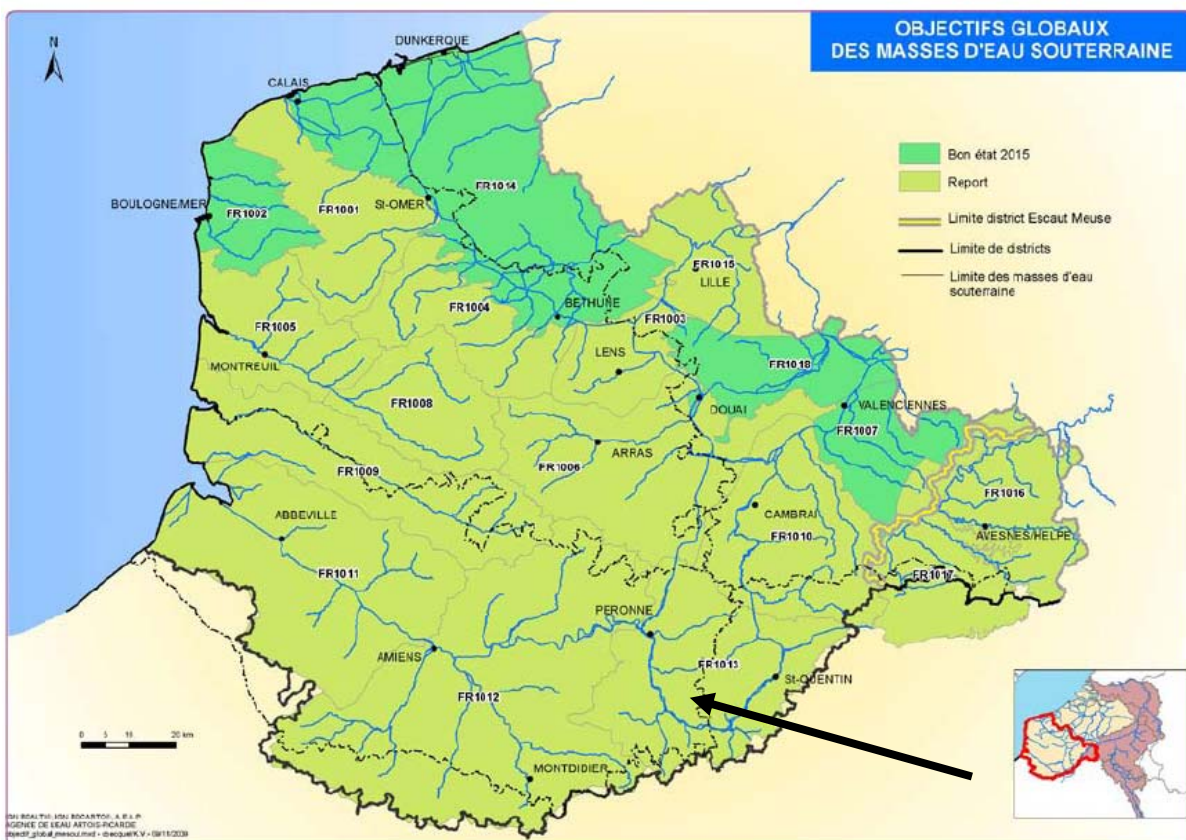 OBJECTIFS GLOBAUX
DES MASSES D'EAU SOUTERRAINE
N
DUNKERQUE
CALAIS
Bon état 2015
Report
Limite district Escaut Meuse
Limite de districts
Limite des masses d'eau
souterraine
FR1014
BOULOGNE/MER
FR1002
FR1001
ST-OMER
FR1015
LILLE
FR1004
BETHUNE
FR1003
FR1005
MONTREUIL
LENS
FR1018
FR1008
DOUAI
VALENCIENNES
FR1007
FR1006
ARRAS
FR1009
FR1016
CAMBRAI
AVESNES/HELPE
ABBEVILLE
FR1010
FR1011
FR1017
PERONNE
AMIENS
FR1013
St-QUENTIN
FR1012
0 5 10 20 km
MONTDIDIER
AGENCE DE L'EAU ARTOIS-PICARDIE